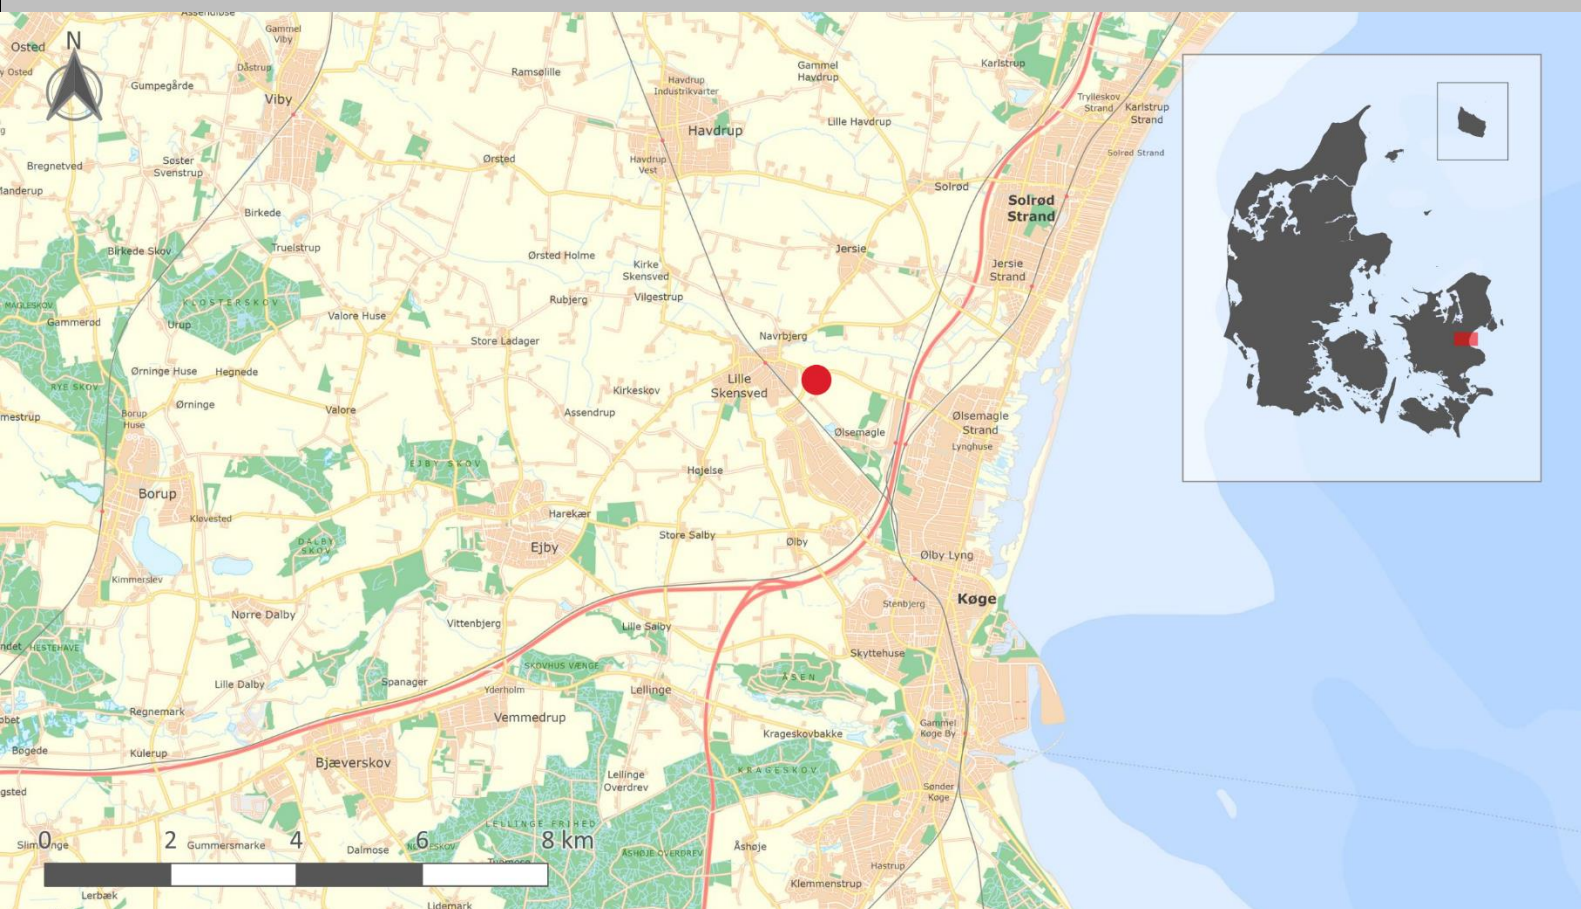 Gammel
Viby
Osted
N
Dåstrup
Gumpegårde
Viby
Ramsølille
Havdrup
Industrikvarter
Gammel
Havdrup
Karlstrup
Trylleskov
Strand
Karlstrup
Strand
Havdrup
Lille Havdrup
Bregnetved
Søster
Svenstrup
Ørsted
Havdrup
Vest
Solrød Strand
Solrød
Solrød
Strand
Birkede
Birkede Skov
Truelstrup
Ørsted Holme
Kirke
Skensved
Jersie
Jersie
Strand
KLOSTERSKOV
Rubjerg
Vilgestrup
Gammerød
Urup
Valore Huse
Store Ladager
Navrbjerg
Ørninge Huse
Hegnede
RYE SKOV
Lille
Skensved
Kirkeskov
Ørninge
Valore
Assendrup
Borup
Huse
Ølsemagle
Strand
Ølsemagle
Lynghuse
EJBY SKOV
Højelse
Borup
Kløvested
Harekær
DALBY
SKOV
Ejby
Store Salby
Ølby
Ølby Lyng
Kimmerslev
Nørre Dalby
Vittenbjerg
Lille Salby
Stenbjerg
Køge
HESTEHAVE
Skyttehuse
SKOVHUS VÆNGE
ÅSEN
Lille Dalby
Spanager
Yderholm
Lellinge
Regnemark
Vemmedrup
Krageskovbakke
Gammel
Køge By
Bøgede
Kulerup
Bjæverskov
Lellinge
Overdrev
KRAGESKOV
Sønder
Køge
LELLINGE FRIHED
0 2 4 6 8 km
Gummersmarke
Dalmose
ÅSHØJE OVERDREV
Åshøje
Hastrup
Klemmenstrup
Lerbæk
Lidemark